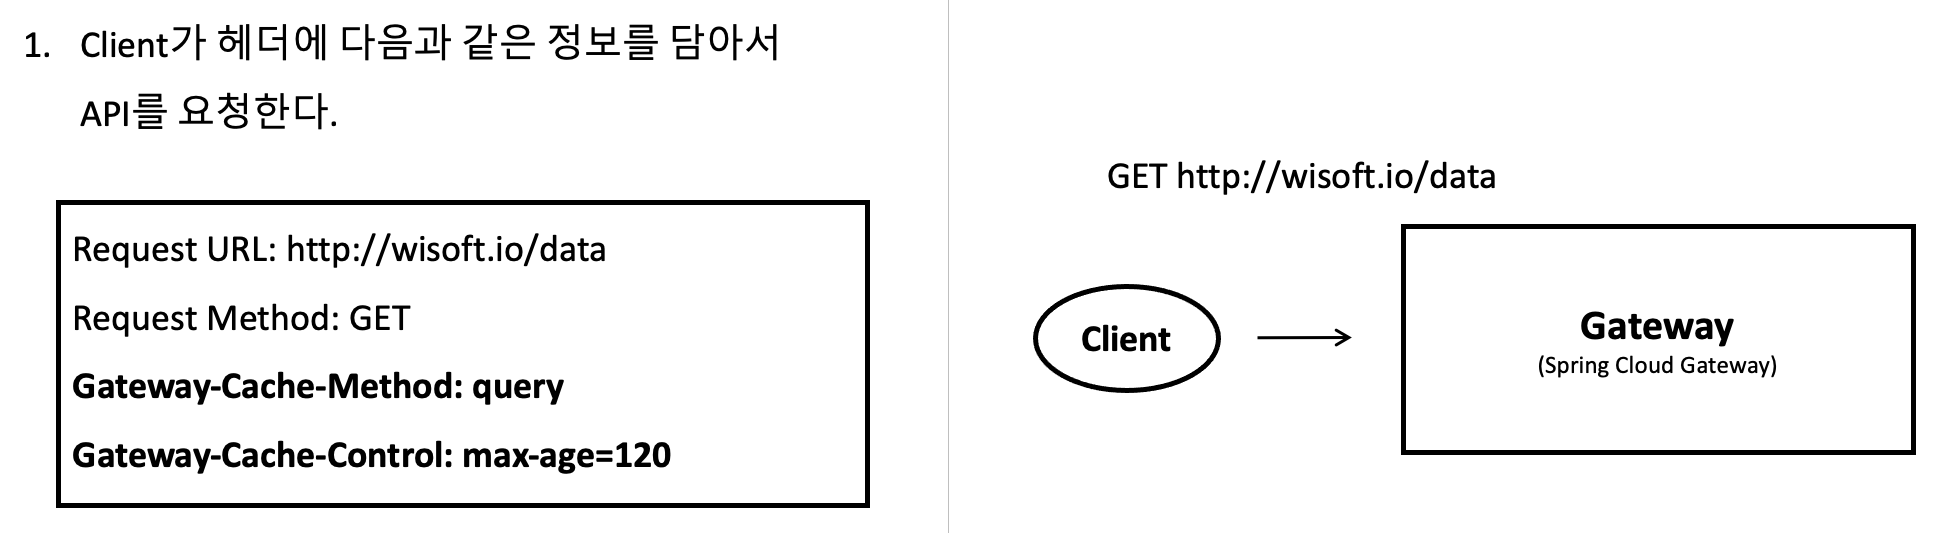 1. Client가 헤더에 다음과 같은 정보를 담아서
API를 요청한다.
Request URL: http://wisoft.io/data
Request Method: GET
Gateway-Cache-Method: query
Gateway-Cache-Control: max-age=120
GET http://wisoft.io/data
Client
Gateway
(Spring Cloud Gateway)